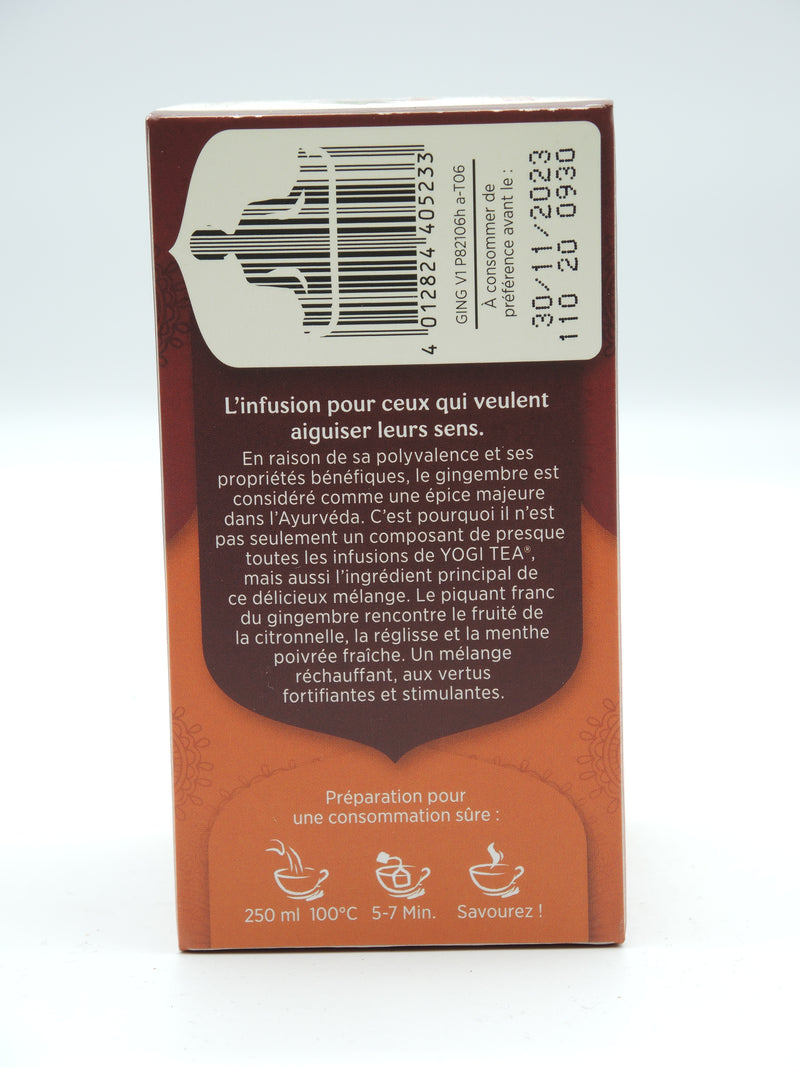 4 012824 405233
GING V1 P82106h a-T06
À consommer de
préférence avant le :
30/11/2023
110 20 0930
L'infusion pour ceux qui veulent
aiguiser leurs sens.
En raison de sa polyvalence et ses
propriétés bénéfiques, le gingembre est
considéré comme une épice majeure
dans l'Ayurvéda. C'est pourquoi il n'est
pas seulement un composant de presque
toutes les infusions de YOGI TEA®,
mais aussi l'ingrédient principal de
ce délicieux mélange. Le piquant franc
du gingembre rencontre le fruité de
la citronnelle, la réglisse et la menthe
poivrée fraîche. Un mélange
réchauffant, aux vertus
fortifiantes et stimulantes.
Préparation pour
une consommation sûre :
250 ml 100°C 5-7 Min. Savourez !